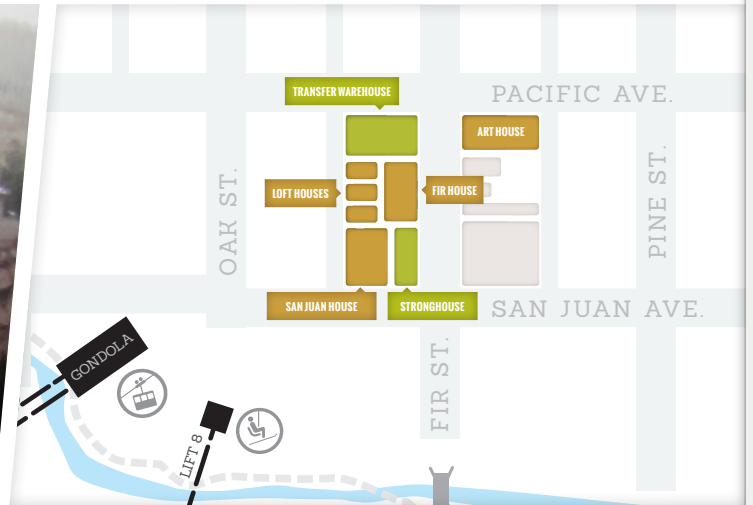 TRANSFER WAREHOUSE
PACIFIC AVE.
ART HOUSE
LOFT HOUSES
FIR HOUSE
OAK ST.
PINE ST.
SAN JUAN HOUSE
STRONGHOUSE
SAN JUAN AVE.
GONDOLA
FIR ST.
LIFT 8